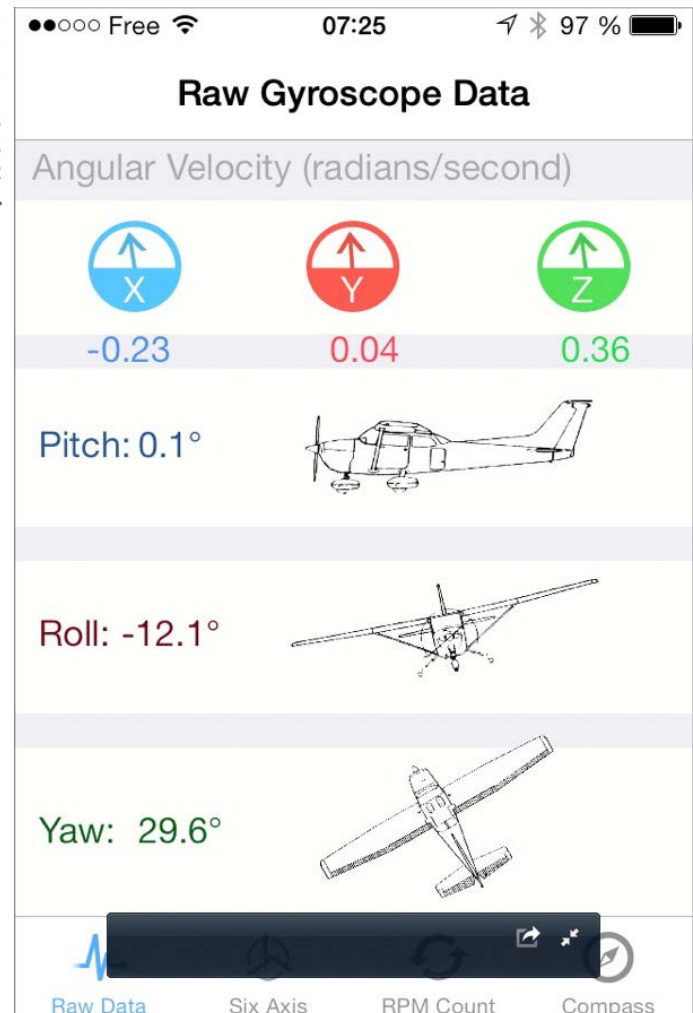 Free 07:25 97 %
Raw Gyroscope Data
Angular Velocity (radians/second)
X Y Z
-0.23 0.04 0.36
Pitch: 0.1°
Roll: -12.1°
Yaw: 29.6°
Raw Data Six Axis RPM Count Compass